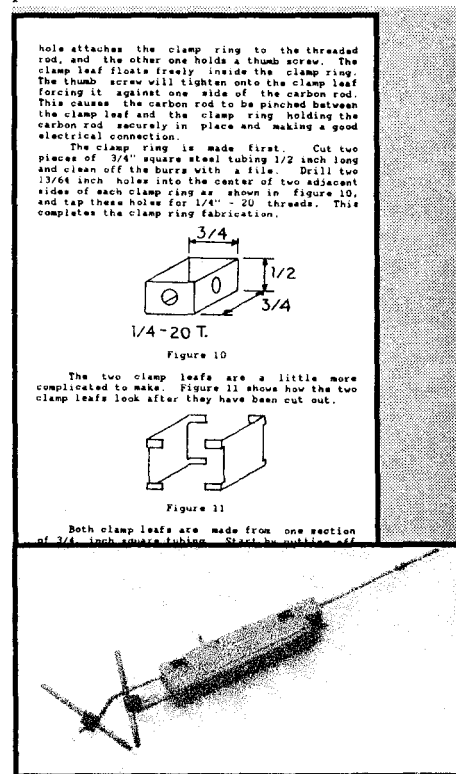 hole attaches the clamp ring to the threaded
rod, and the other one holds a thumb screw. The
clamp leaf floats freely inside the clamp ring.
The thumb screw will tighten onto the clamp leaf
forcing it against one side of the carbon rod.
This causes the carbon rod to be pinched between
the clamp leaf and the clamp ring holding the
carbon rod securely in place and making a good
electrical connection.
The clamp ring is made first. Cut two
pieces of 3/4" square steel tubing 1/2 inch long
and clean off the burrs with a file. Drill two
13/64 inch holes into the center of two adjacent
sides of each clamp ring as shown in figure 10,
and tap these holes for 1/4" - 20 threads. This
completes the clamp ring fabrication.
3/4
1/2
3/4
1/4-20 T.
Figure 10
The two clamp leafs are a little more
complicated to make. Figure 11 shows how the two
clamp leafs look after they have been cut out.
Figure 11
Both clamp leafs are made from one section
of 3/4 inch square tubing. Start by cutting off